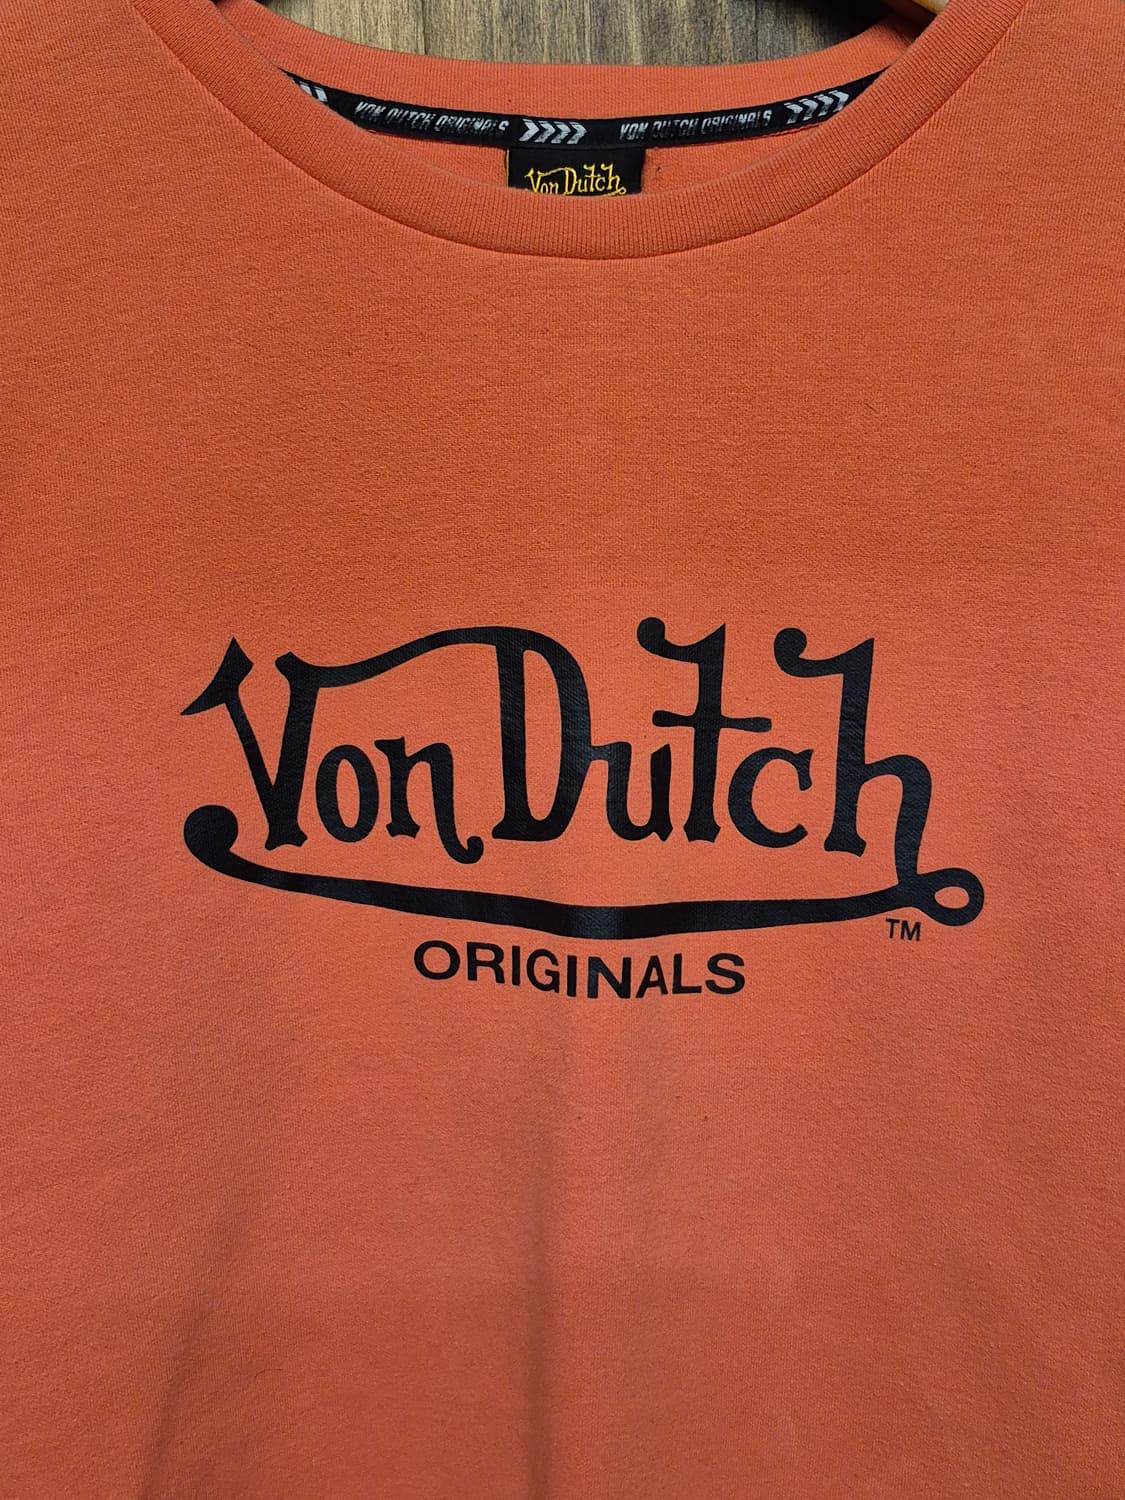 VON DUTCH ORIGINALS VON DUTCH ORIGINALS
Von Dutch
Von Dutch
TM
ORIGINALS